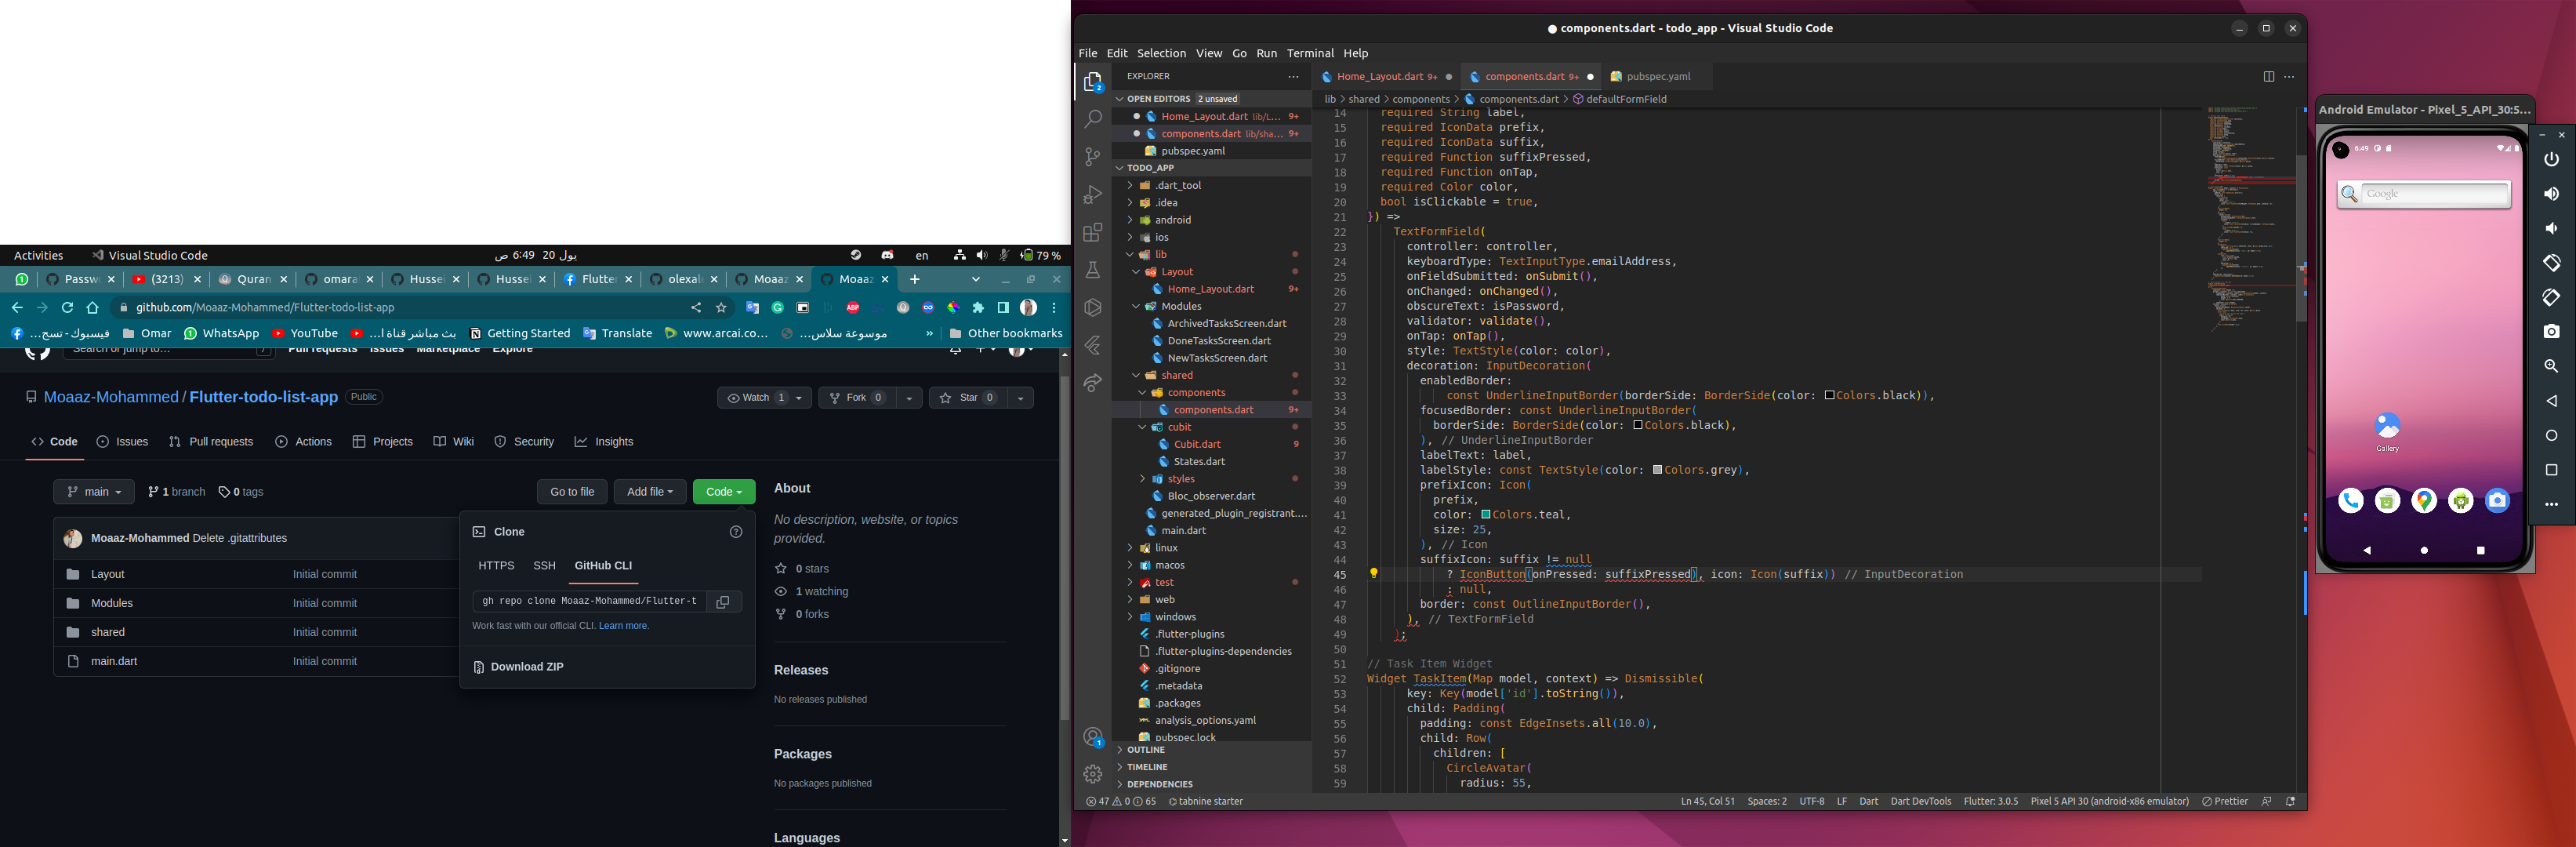 Activities
Visual Studio Code
يول 20  6:49 ص
en
79 %
Passw
(3213)
Quran
omara
Hussei
Hussei
Flutter
olexale
Moaaz
Moaaz
github.com/Moaaz-Mohammed/Flutter-todo-list-app
فيسبوك - تسج...
Omar
WhatsApp
YouTube
بث مباشر قناة ا...
Getting Started
Translate
www.arcai.co...
موسوعة سلاس...
»
Other bookmarks
Search or jump to...
Pull requests Issues Marketplace Explore
Moaaz-Mohammed / Flutter-todo-list-app Public
Watch 1
Fork 0
Star 0
Code
Issues
Pull requests
Actions
Projects
Wiki
Security
Insights
main
1 branch
0 tags
Go to file
Add file
Code
Moaaz-Mohammed Delete .gitattributes
Layout Initial commit
Modules Initial commit
shared Initial commit
main.dart Initial commit
Clone
HTTPS SSH GitHub CLI
gh repo clone Moaaz-Mohammed/Flutter-t
Work fast with our official CLI. Learn more.
Download ZIP
About
No description, website, or topics
provided.
0 stars
1 watching
0 forks
Releases
No releases published
Packages
No packages published
Languages
● components.dart - todo_app - Visual Studio Code
File Edit Selection View Go Run Terminal Help
2
1
EXPLORER
OPEN EDITORS 2 unsaved
Home_Layout.dart lib/L... 9+
components.dart lib/sha... 9+
pubspec.yaml
TODO_APP
.dart_tool
.idea
android
ios
lib
Layout
Home_Layout.dart 9+
Modules
ArchivedTasksScreen.dart
DoneTasksScreen.dart
NewTasksScreen.dart
shared
components
components.dart 9+
cubit
Cubit.dart 9
States.dart
styles
Bloc_observer.dart
generated_plugin_registrant....
main.dart
linux
macos
test
web
windows
.flutter-plugins
.flutter-plugins-dependencies
.gitignore
.metadata
.packages
analysis_options.yaml
pubspec.lock
OUTLINE
TIMELINE
DEPENDENCIES
Home_Layout.dart 9+
components.dart 9+
pubspec.yaml
lib > shared > components > components.dart > defaultFormField
14 required String label,
15 required IconData prefix,
16 required IconData suffix,
17 required Function suffixPressed,
18 required Function onTap,
19 required Color color,
20 bool isClickable = true,
21 }) =>
22 TextFormField(
23 controller: controller,
24 keyboardType: TextInputType.emailAddress,
25 onFieldSubmitted: onSubmit(),
26 onChanged: onChanged(),
27 obscureText: isPassword,
28 validator: validate(),
29 onTap: onTap(),
30 style: TextStyle(color: color),
31 decoration: InputDecoration(
32 enabledBorder:
33 const UnderlineInputBorder(borderSide: BorderSide(color: Colors.black)),
34 focusedBorder: const UnderlineInputBorder(
35 borderSide: BorderSide(color: Colors.black),
36 ), // UnderlineInputBorder
37 labelText: label,
38 labelStyle: const TextStyle(color: Colors.grey),
39 prefixIcon: Icon(
40 prefix,
41 color: Colors.teal,
42 size: 25,
43 ), // Icon
44 suffixIcon: suffix != null
45 ? IconButton(onPressed: suffixPressed), icon: Icon(suffix)) // InputDecoration
46 : null,
47 border: const OutlineInputBorder(),
48 ), // TextFormField
49 );
50
51 // Task Item Widget
52 Widget TaskItem(Map model, context) => Dismissible(
53 key: Key(model['id'].toString()),
54 child: Padding(
55 padding: const EdgeInsets.all(10.0),
56 child: Row(
57 children: [
58 CircleAvatar(
59 radius: 55,
47 0 65 tabnine starter
Ln 45, Col 51 Spaces: 2 UTF-8 LF Dart Dart DevTools Flutter: 3.0.5 Pixel 5 API 30 (android-x86 emulator) Prettier
Android Emulator - Pixel_5_API_30:5...
6:49
Google
Gallery